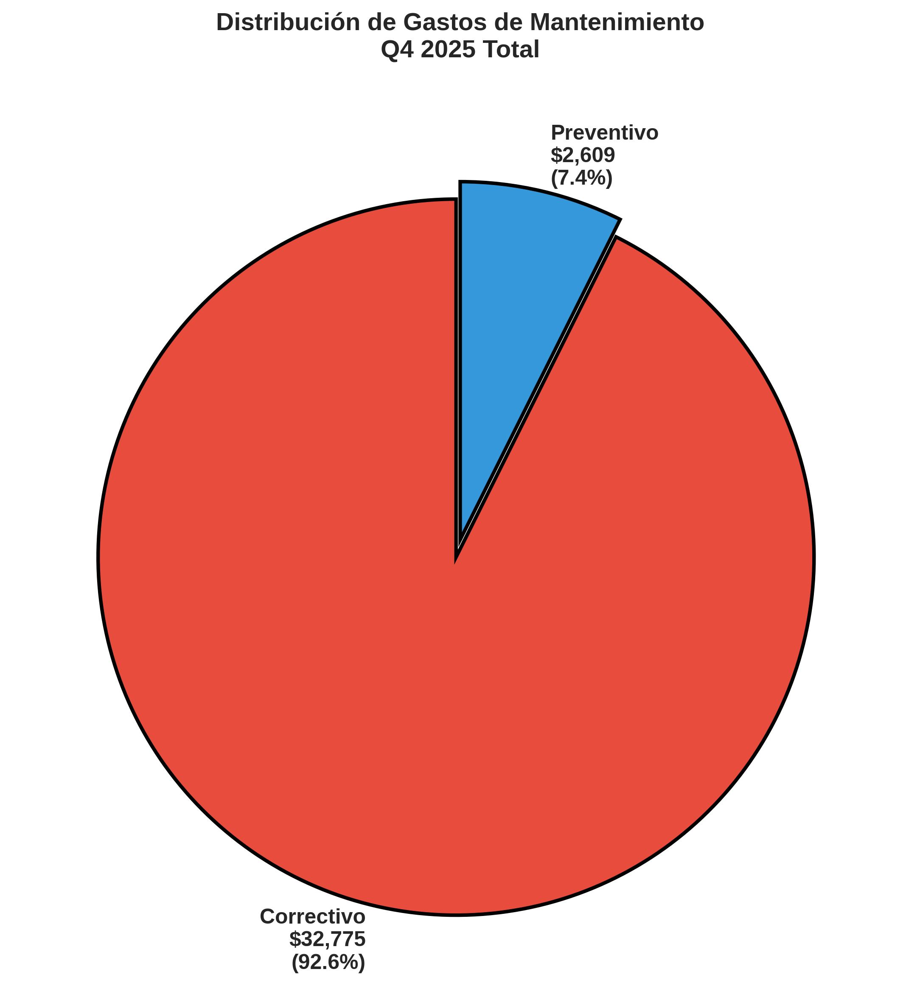 Distribución de Gastos de Mantenimiento
Q4 2025 Total
Preventivo
$2,609
(7.4%)
Correctivo
$32,775
(92.6%)